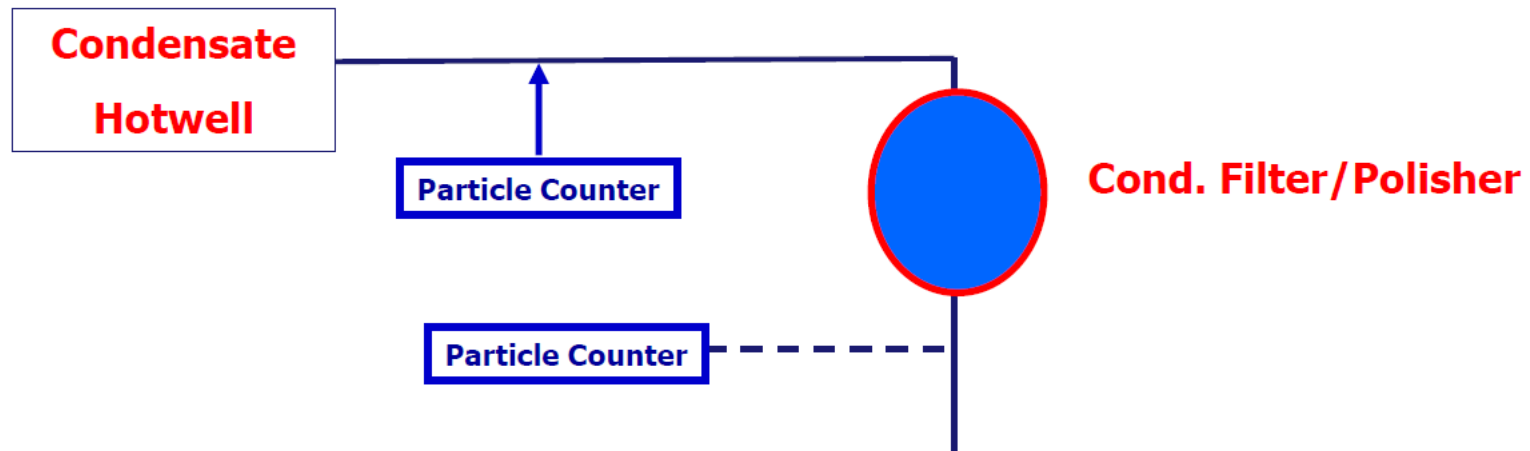 Condensate
Hotwell
Particle Counter
Cond. Filter/Polisher
Particle Counter